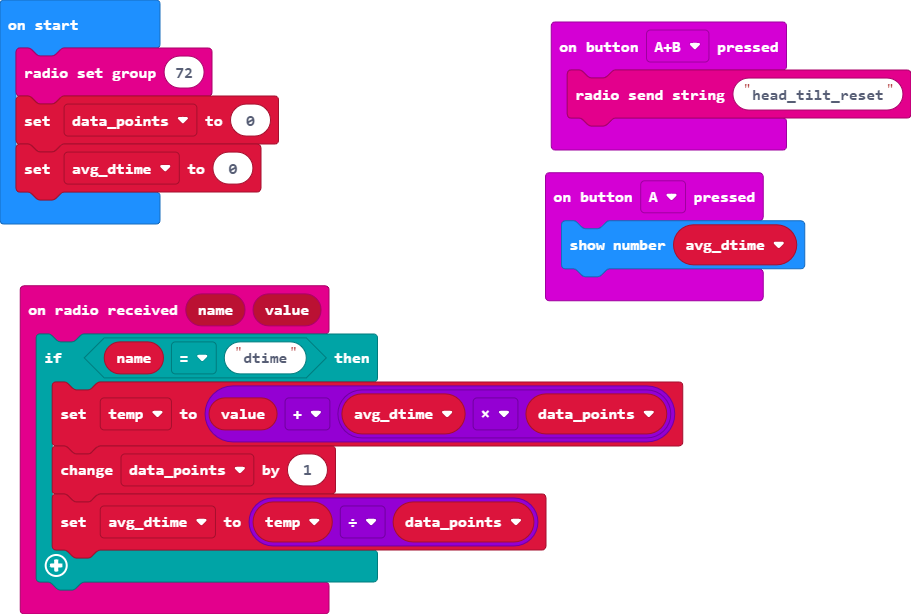 on start
radio set group 72
set data_points to 0
set avg_dtime to 0
on button A+B pressed
radio send string "head_tilt_reset"
on button A pressed
show number avg_dtime
on radio received name value
if name = "dtime" then
set temp to value + avg_dtime × data_points
change data_points by 1
set avg_dtime to temp ÷ data_points